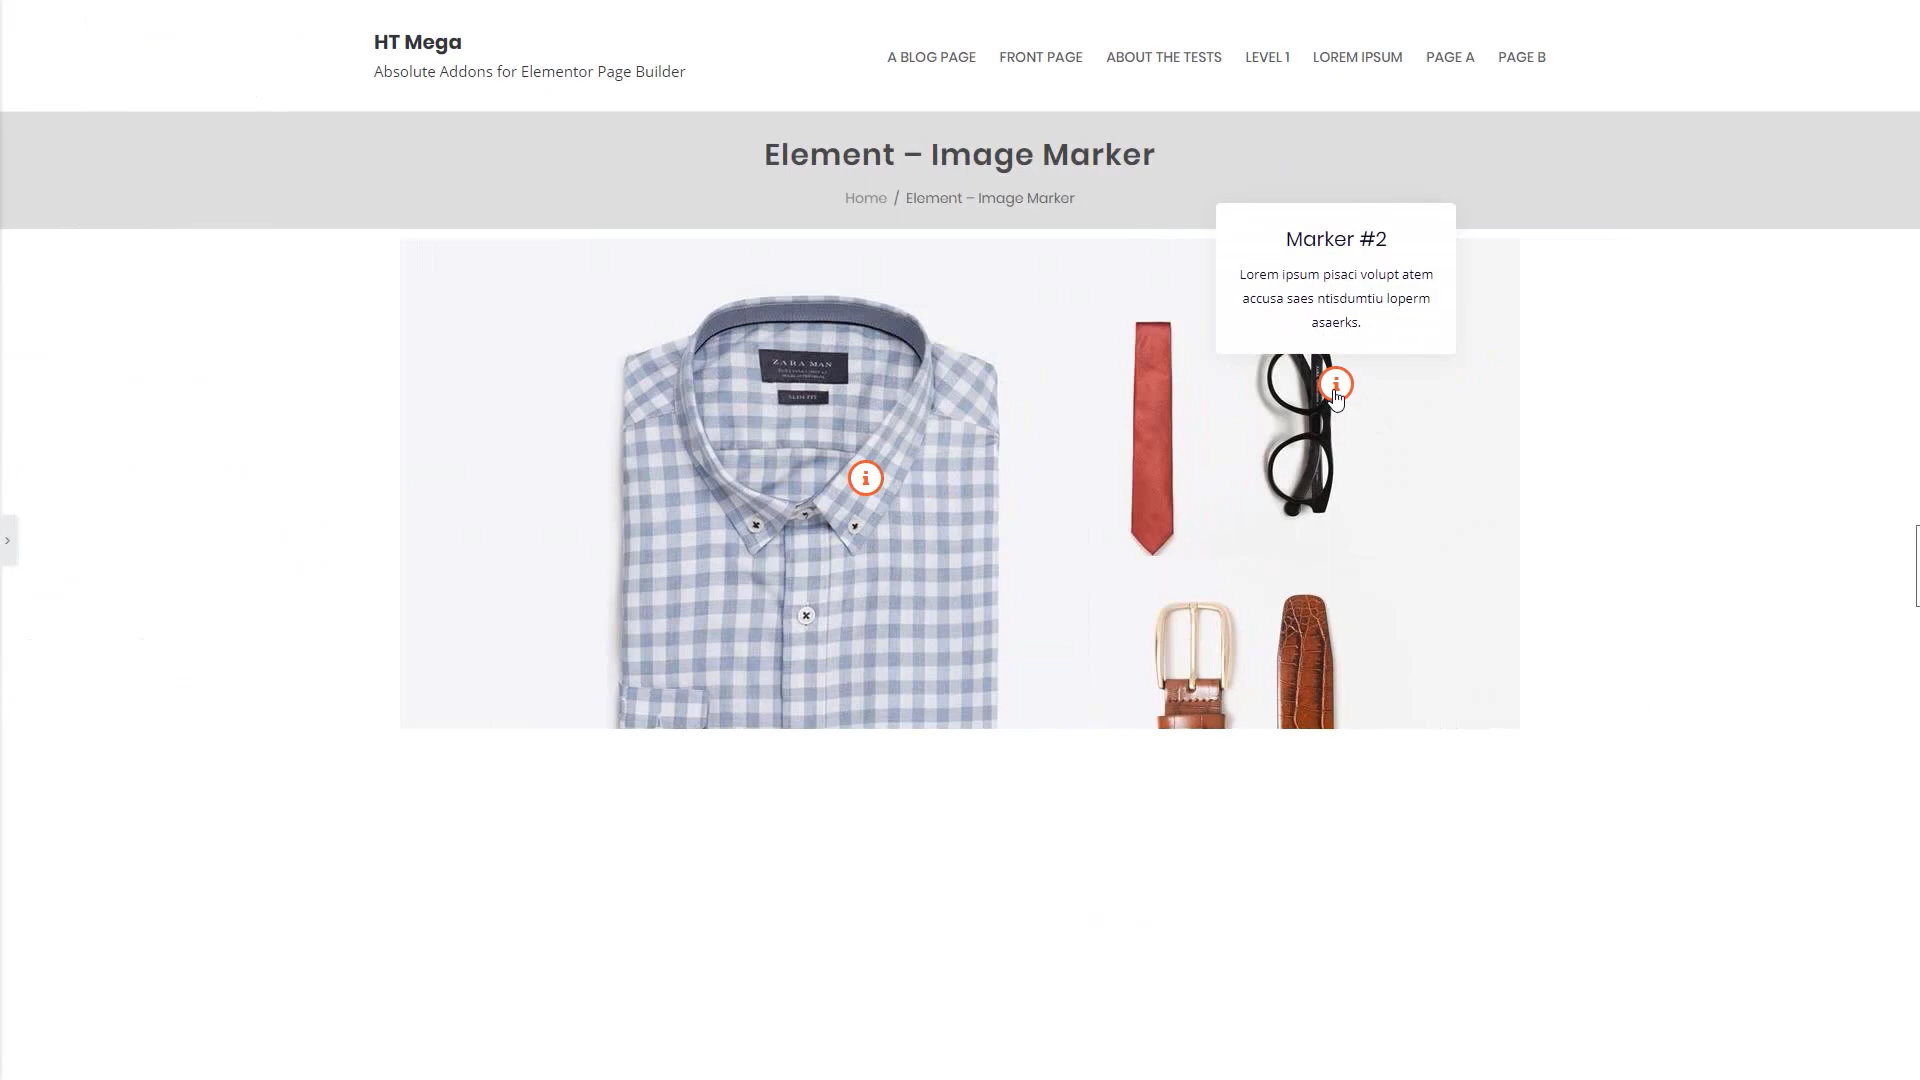 HT Mega
Absolute Addons for Elementor Page Builder
A BLOG PAGE FRONT PAGE ABOUT THE TESTS LEVEL 1 LOREM IPSUM PAGE A PAGE B
Element – Image Marker
Home / Element – Image Marker
Marker #2
Lorem ipsum pisaci volupt atem
accusa saes ntisdumtiu loperm
asaerks.
ZARA MAN
SLIM FIT